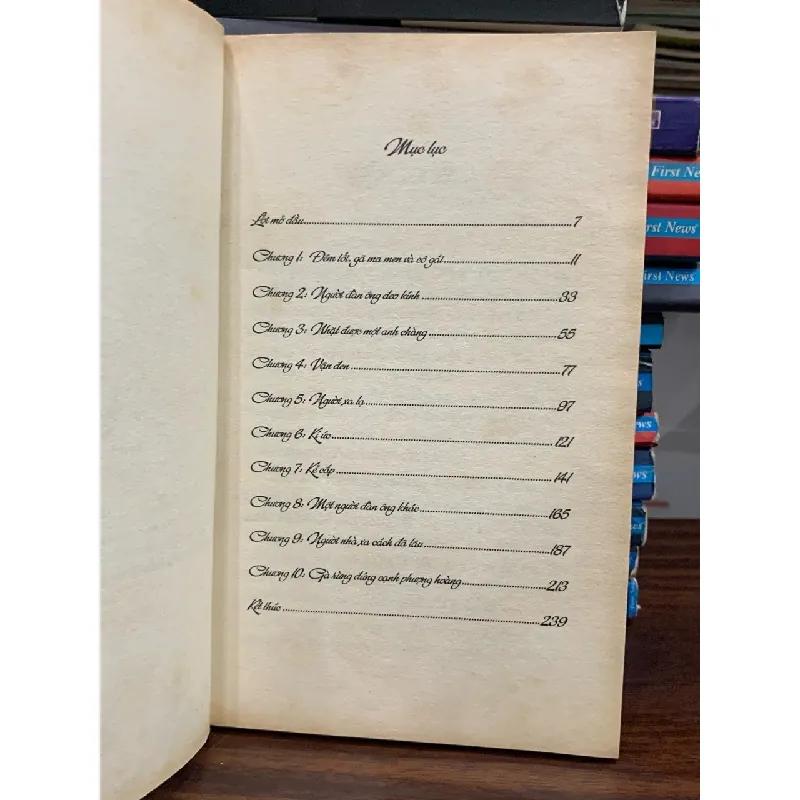 Mục lục
Lời mở đầu........7
Chương 1: Đêm tối, gã ma men và cô gái........11
Chương 2: Người đàn ông đeo kính........33
Chương 3: Nhặt được một anh chàng........55
Chương 4: Vận đen........77
Chương 5: Người xa lạ........97
Chương 6: Kí ức........121
Chương 7: Kẻ cắp........141
Chương 8: Một người đàn ông khác........165
Chương 9: Người nhà xa cách đã lâu........187
Chương 10: Gà rừng đứng cạnh phượng hoàng........213
Kết thúc........239
First Ne
First News
irst News
News